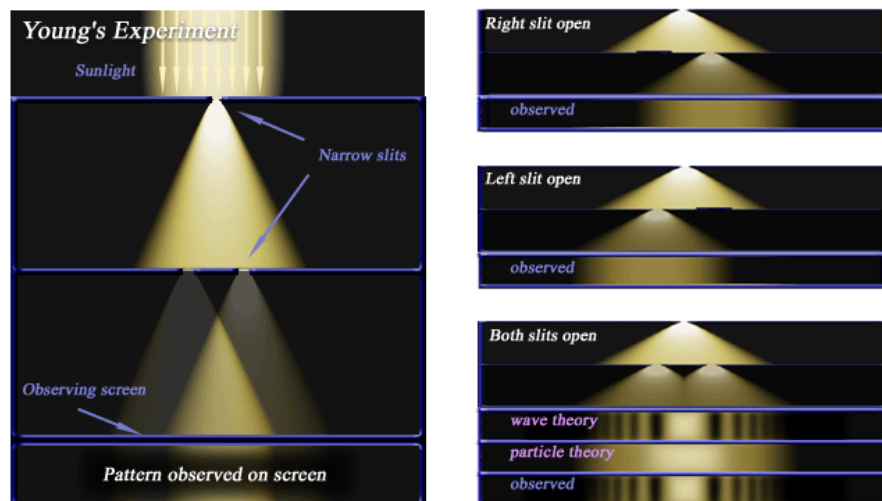 Young's Experiment
Sunlight
Narrow slits
Observing screen
Pattern observed on screen
Right slit open
observed
Left slit open
observed
Both slits open
wave theory
particle theory
observed